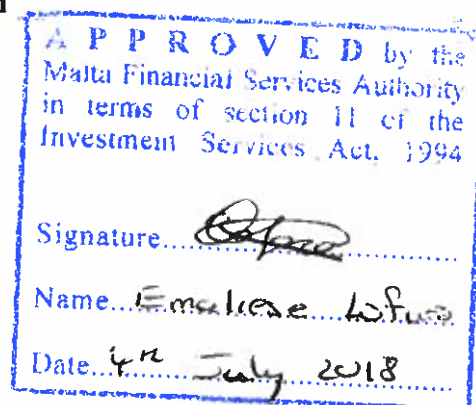 A P P R O V E D by the
Malta Financial Services Authority
in terms of section 11 of the
Investment Services Act, 1994
Signature
Name
Date 4th July 2018